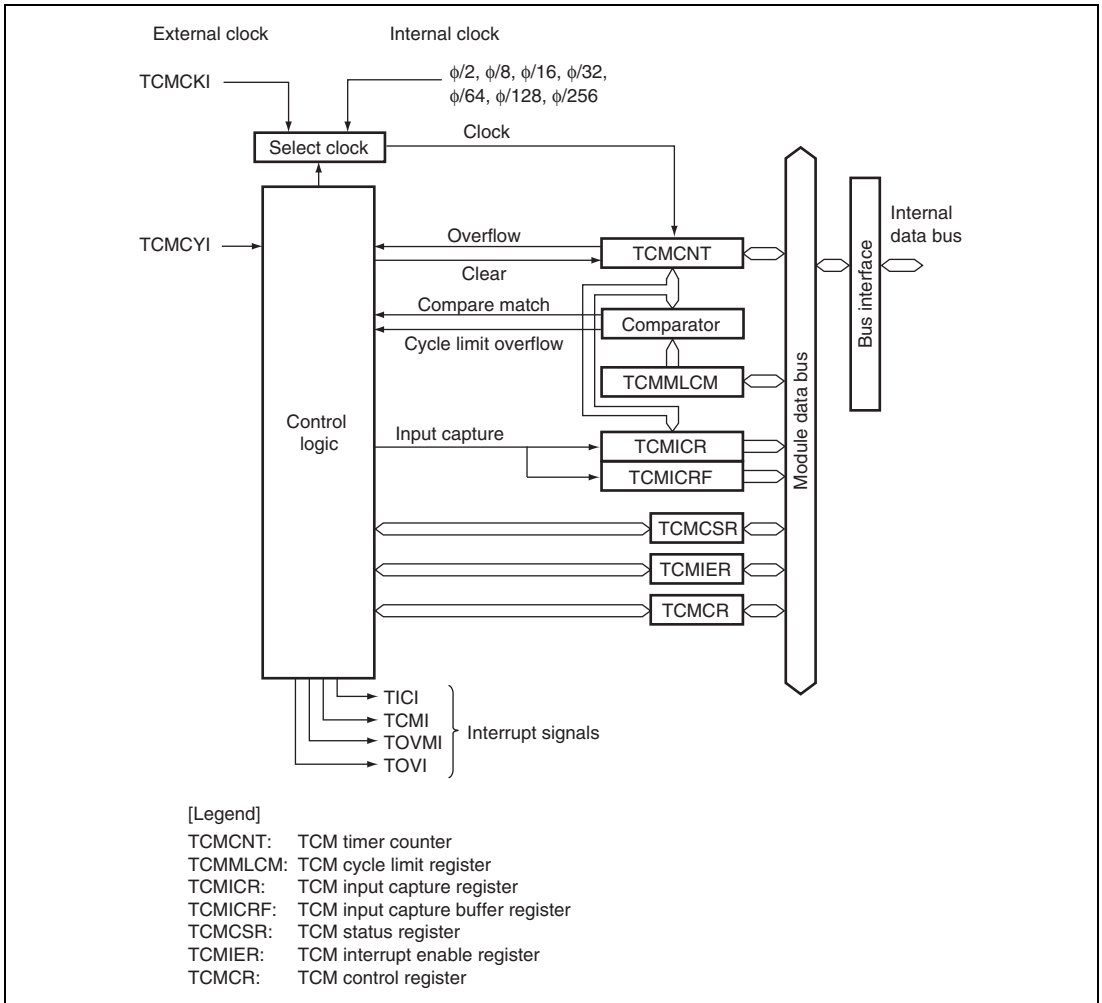 External clock
Internal clock
TCMCKI
ϕ/2, ϕ/8, ϕ/16, ϕ/32,
ϕ/64, ϕ/128, ϕ/256
Clock
Select clock
TCMCYI
Overflow
TCMCNT
Clear
Compare match
Comparator
Cycle limit overflow
TCMMLCM
Control
logic
Input capture
TCMICR
TCMICRF
TCMCSR
TCMIER
TCMCR
Module data bus
Bus interface
Internal
data bus
TICI
TCMI
TOVMI
TOVI
Interrupt signals
[Legend]
TCMCNT: TCM timer counter
TCMMLCM: TCM cycle limit register
TCMICR: TCM input capture register
TCMICRF: TCM input capture buffer register
TCMCSR: TCM status register
TCMIER: TCM interrupt enable register
TCMCR: TCM control register